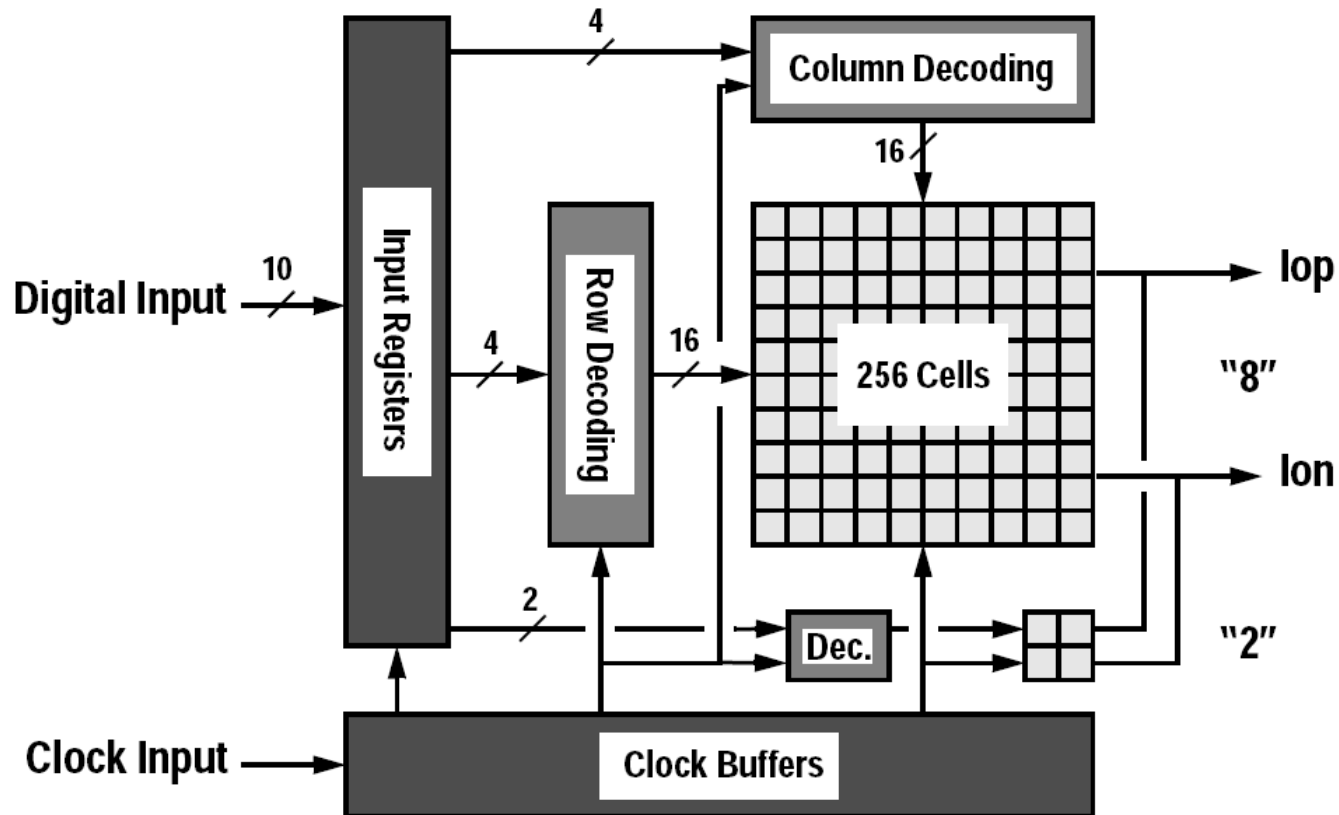 4
Column Decoding
16
Input Registers
Row Decoding
10
Digital Input
4
16
256 Cells
Iop
"8"
Ion
2
Dec.
"2"
Clock Input
Clock Buffers